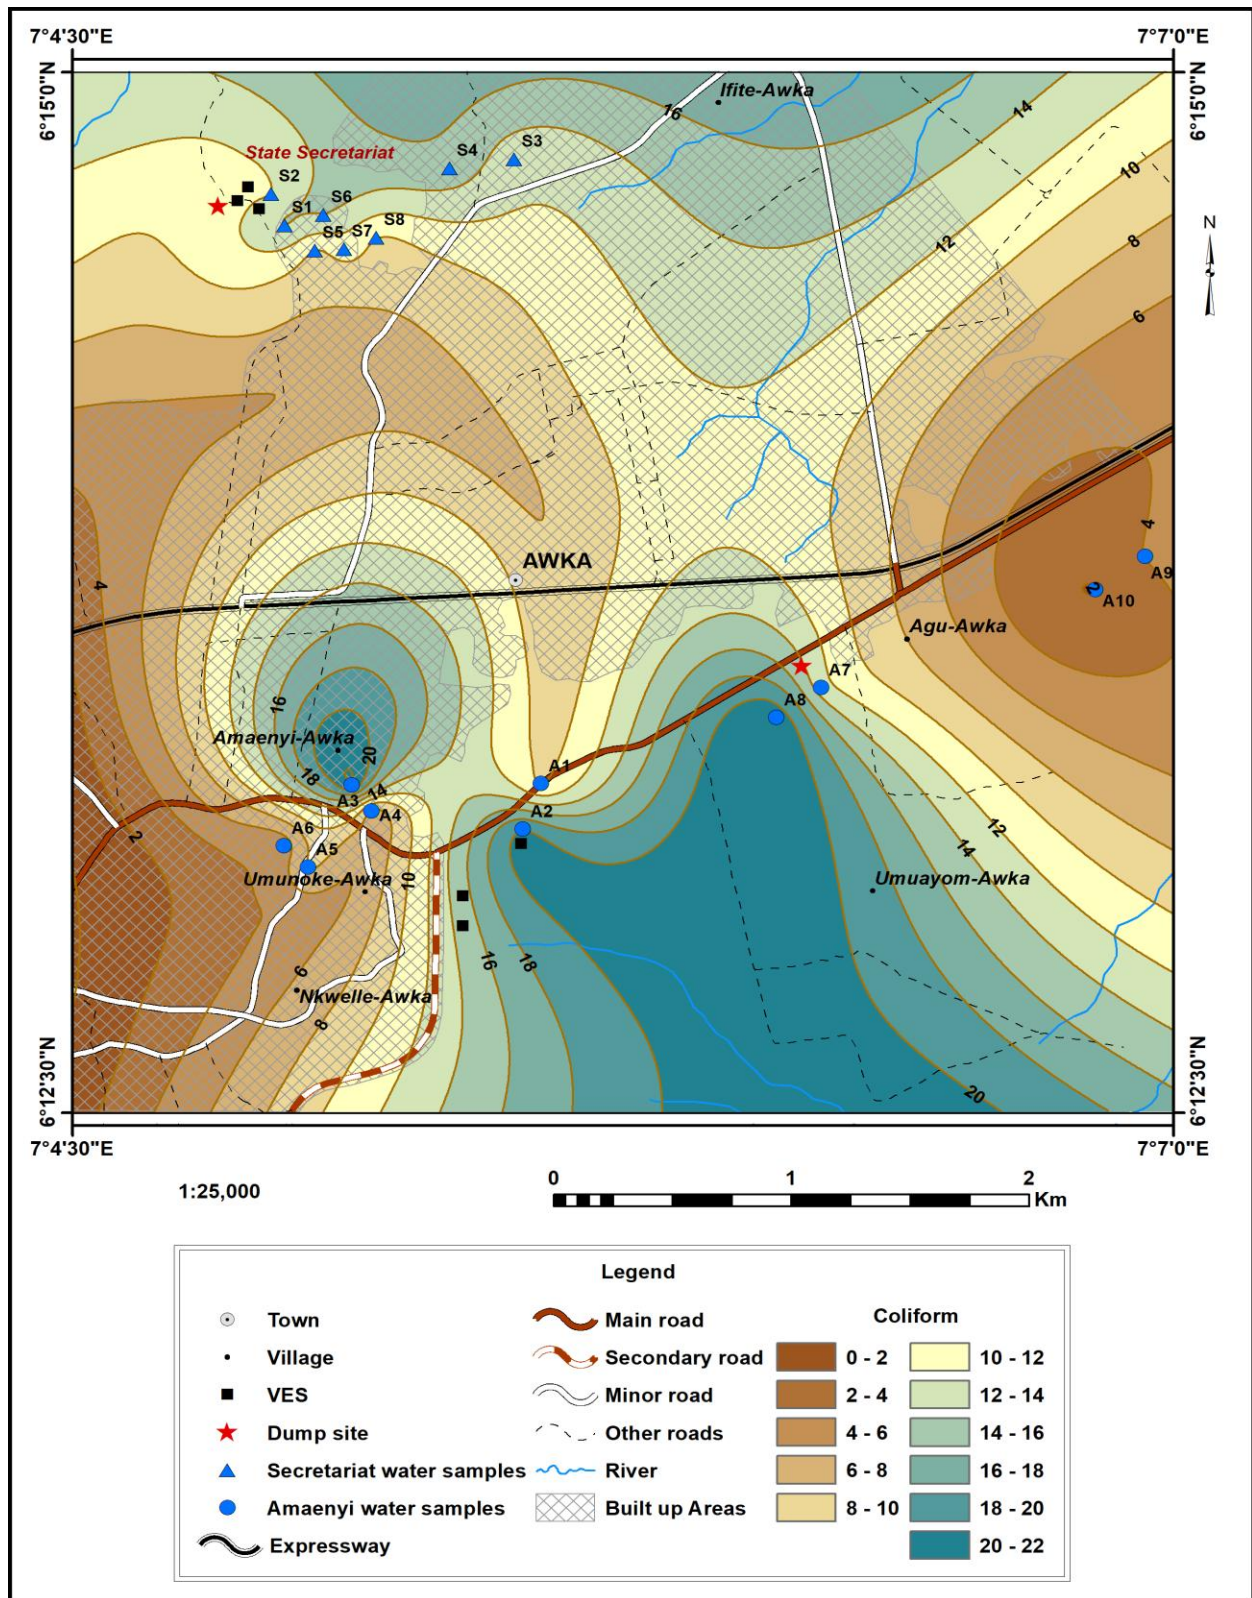 7°4'30"E
7°7'0"E
6°15'0"N
6°15'0"N
Ifite-Awka
16
14
State Secretariat
S4
S3
S2
S6
S1
S5
S7
S8
10
12
8
6
N
4
AWKA
4
A9
2
A10
Agu-Awka
A7
A8
16
Amaenyi-Awka
20
18
A3
14
A4
A1
A2
2
A6
A5
Umunoke-Awka
10
12
14
Umuayom-Awka
16
18
6
Nkwelle-Awka
8
20
6°12'30"N
6°12'30"N
7°4'30"E
7°7'0"E
1:25,000
0 1 2
Km
Legend
Town
Village
VES
Dump site
Secretariat water samples
Amaenyi water samples
Expressway
Main road
Secondary road
Minor road
Other roads
River
Built up Areas
Coliform
0 - 2
2 - 4
4 - 6
6 - 8
8 - 10
10 - 12
12 - 14
14 - 16
16 - 18
18 - 20
20 - 22